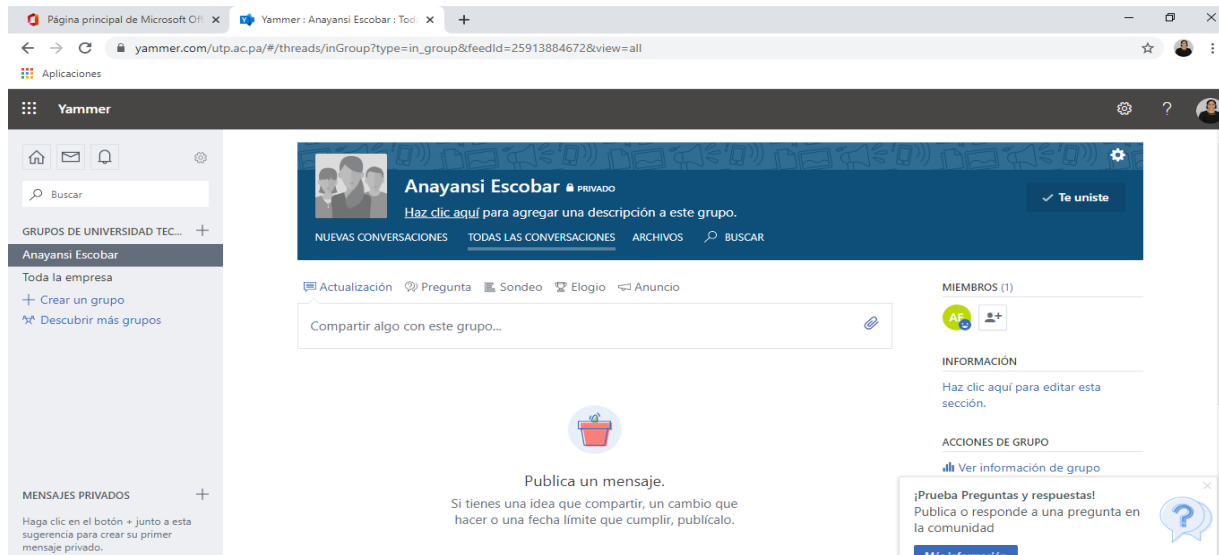 Página principal de Microsoft Off
Yammer : Anayansi Escobar : Tod
yammer.com/utp.ac.pa/#/threads/inGroup?type=in_group&feedId=25913884672&view=all
Aplicaciones
Yammer
Buscar
GRUPOS DE UNIVERSIDAD TEC...
Anayansi Escobar
Toda la empresa
Crear un grupo
Descubrir más grupos
MENSAJES PRIVADOS
Haga clic en el botón + junto a esta
sugerencia para crear su primer
mensaje privado.
Anayansi Escobar PRIVADO
Haz clic aquí para agregar una descripción a este grupo.
Te uniste
NUEVAS CONVERSACIONES TODAS LAS CONVERSACIONES ARCHIVOS BUSCAR
Actualización Pregunta Sondeo Elogio Anuncio
Compartir algo con este grupo...
Publica un mensaje.
Si tienes una idea que compartir, un cambio que
hacer o una fecha límite que cumplir, publícalo.
MIEMBROS (1)
INFORMACIÓN
Haz clic aquí para editar esta
sección.
ACCIONES DE GRUPO
Ver información de grupo
¡Prueba Preguntas y respuestas!
Publica o responde a una pregunta en
la comunidad
Más información